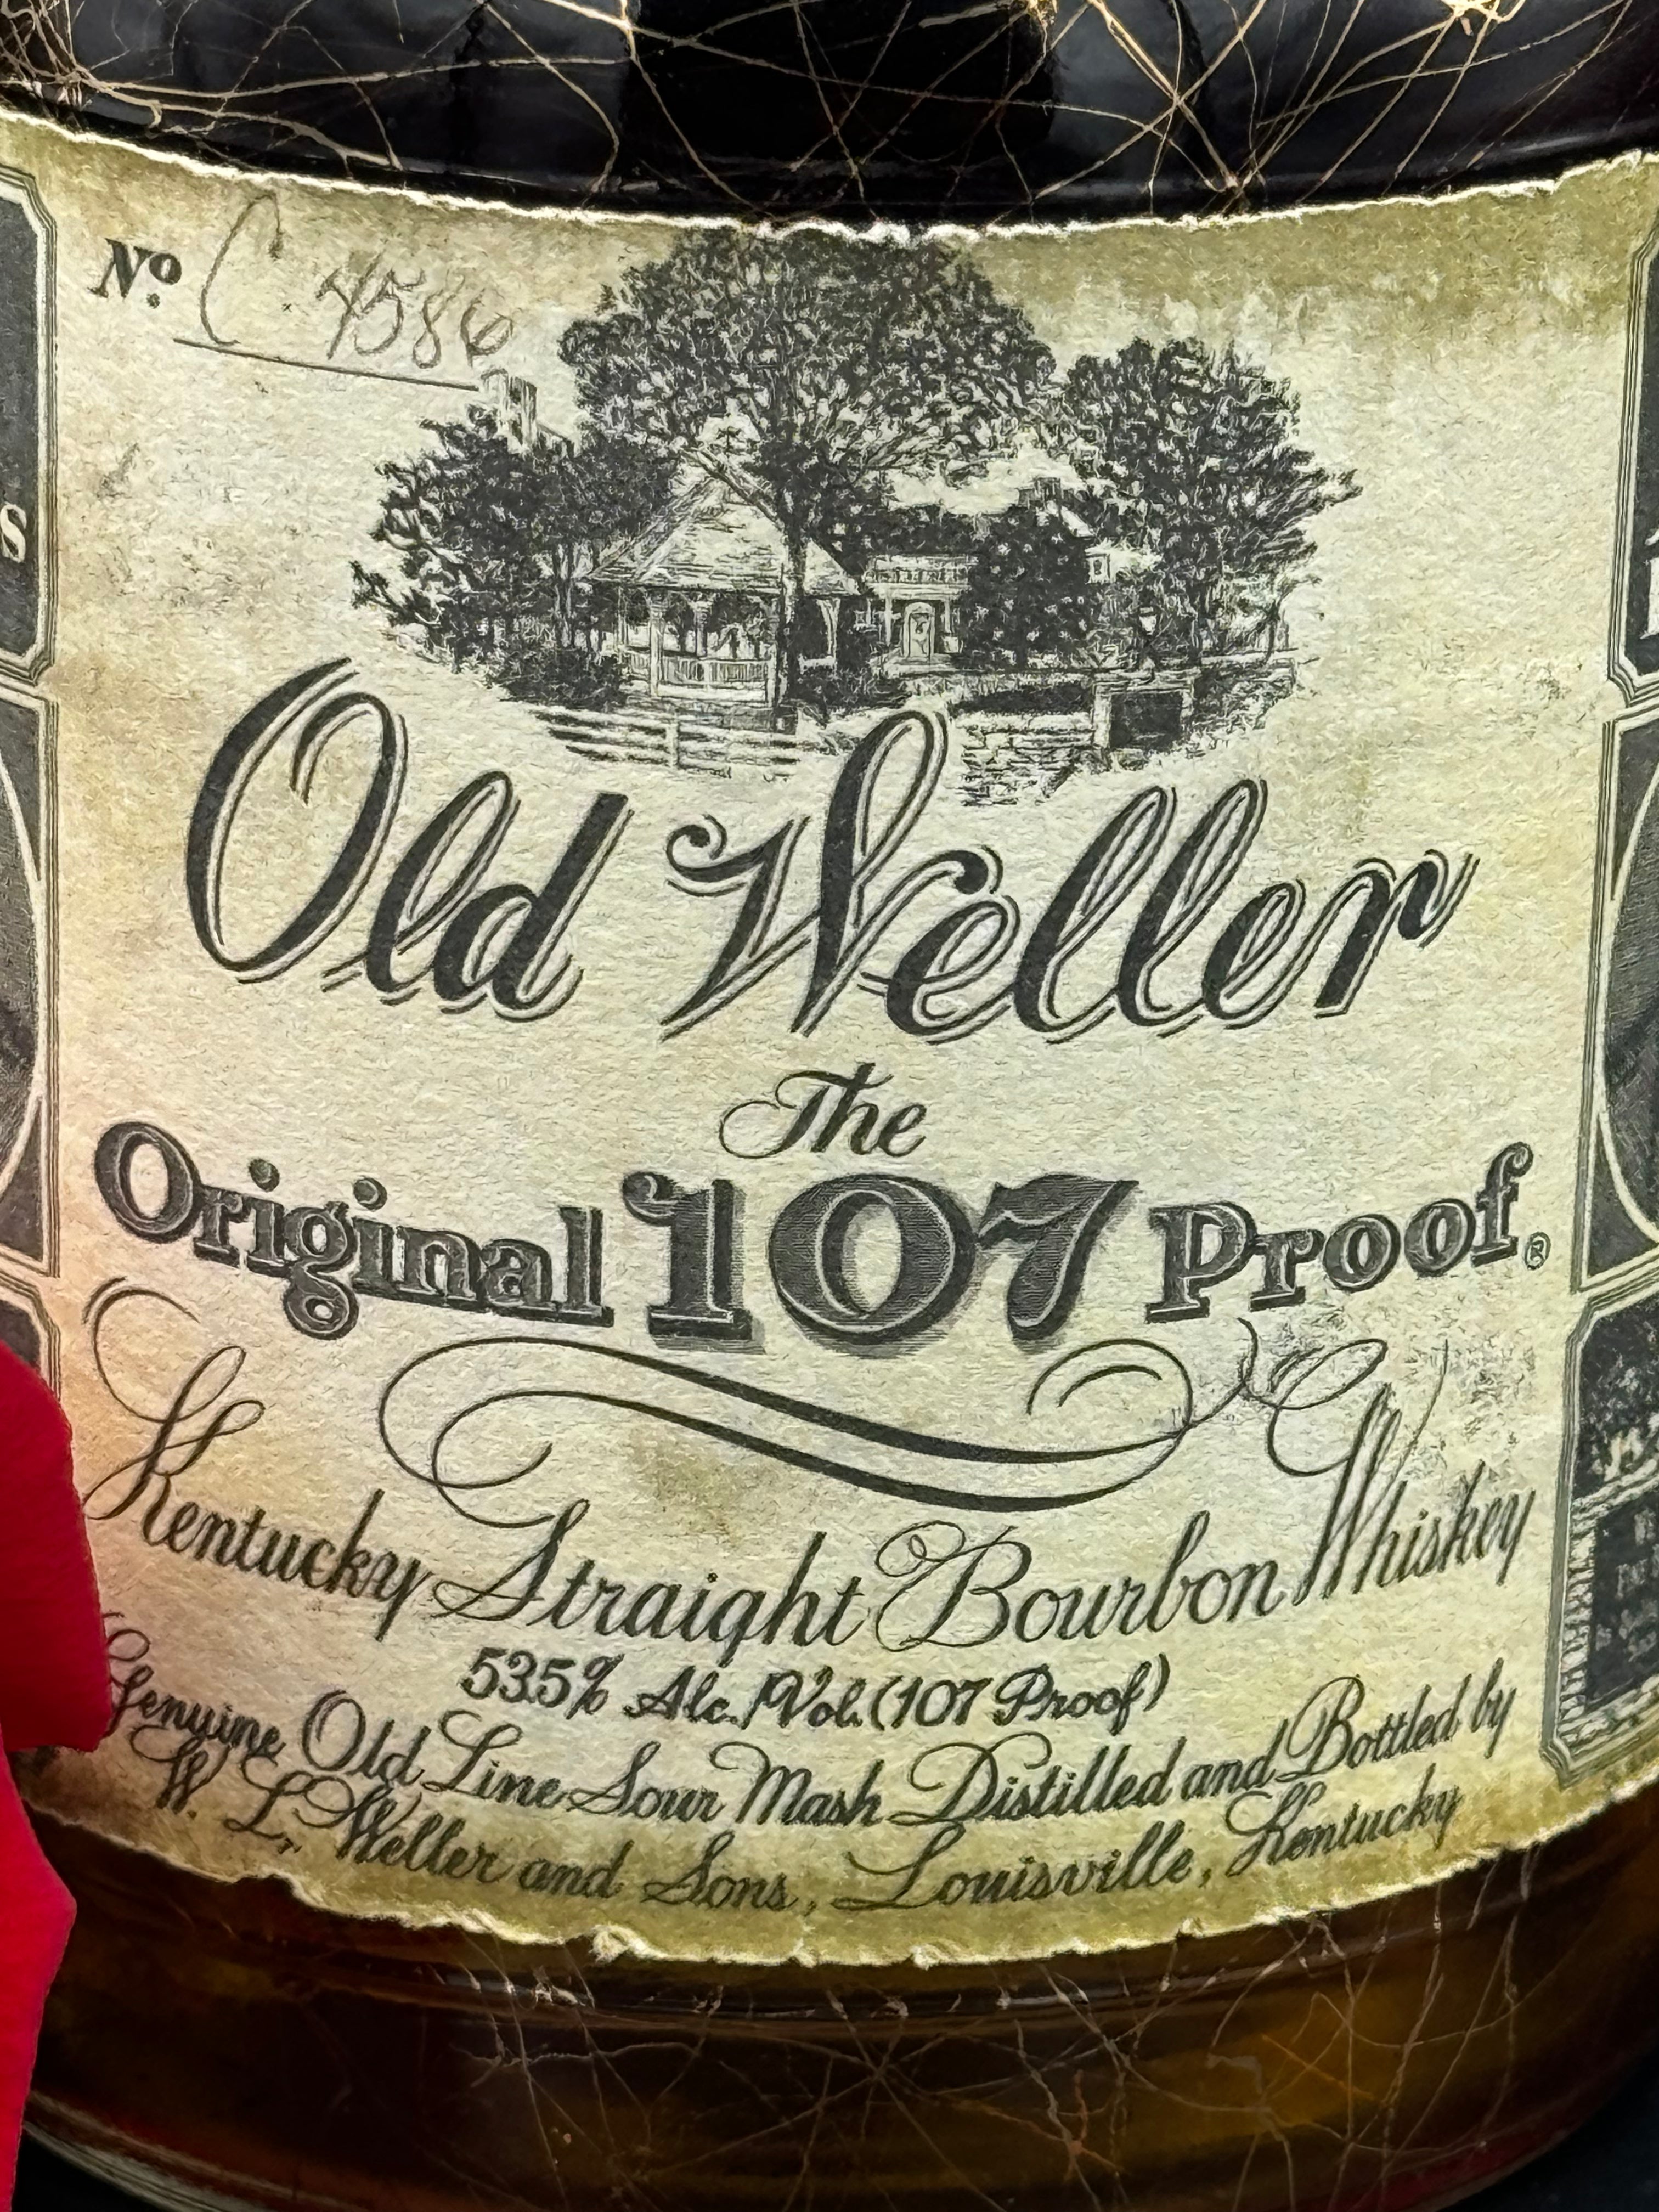 Nº C 4586
Old Weller
The
Original 107 Proof®
Kentucky Straight Bourbon Whiskey
53.5% Alc./Vol. (107 Proof)
Genuine Old Line Sour Mash Distilled and Bottled by
W. L. Weller and Sons, Louisville, Kentucky